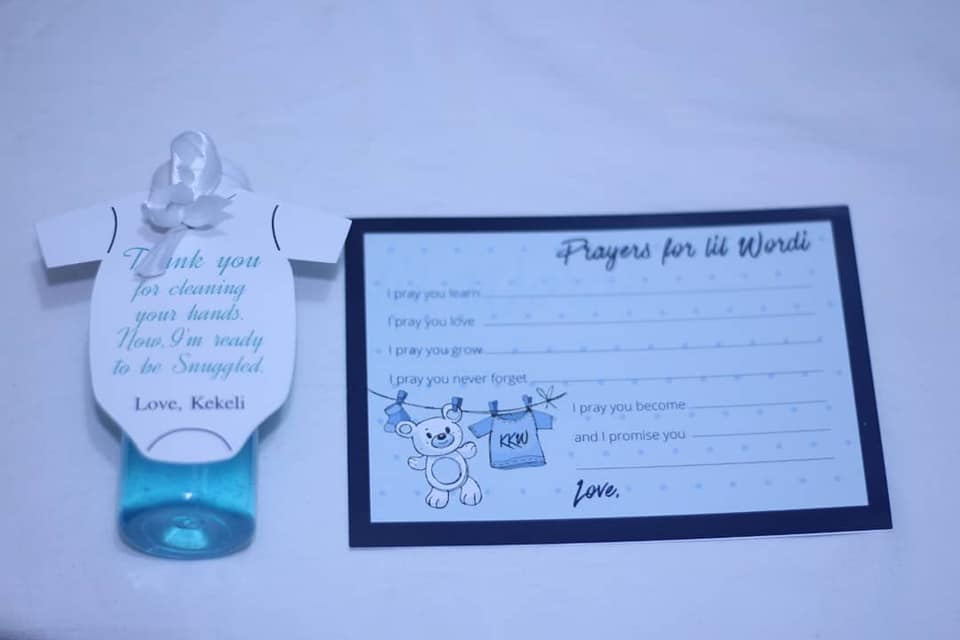 Thank you
for cleaning
your hands.
Now, I'm ready
to be Snuggled.
Love, Kekeli
Prayers for lil Wordi
I pray you learn
I pray you love
I pray you grow
I pray you never forget
I pray you become
and I promise you
KKW
Love,